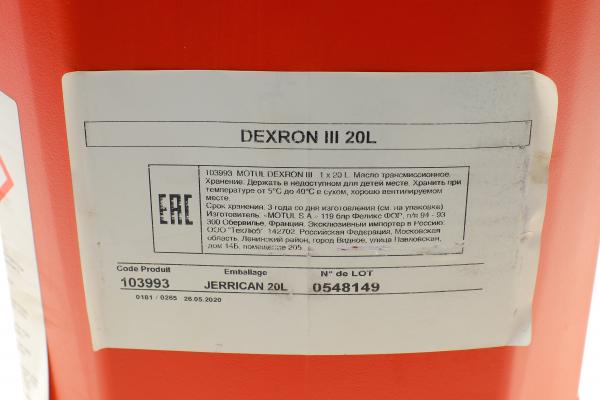 DEXRON III 20L
103993 MOTUL DEXRON III 1 x 20 L. Масло трансмиссионное.
Хранение: Держать в недоступном для детей месте. Хранить при
температуре от 5°C до 40°C в сухом, хорошо вентилируемом
месте.
Срок хранения: 3 года со дня изготовления (см. на упаковке)
Изготовитель: -MOTUL S.A.- 119 блр Феликс ФОР, п/я 94 - 93
300 Обервилье, Франция. Эксклюзивный импортер в Россию:
ООО "Теклюб" 142702, Российская Федерация, Московская
область, Ленинский район, город Видное, улица Павловская,
дом 14Б, помещение 205
EAC
Code Produit Emballage N° de LOT
103993 JERRICAN 20L 0548149
0181 / 0265 26.05.2020